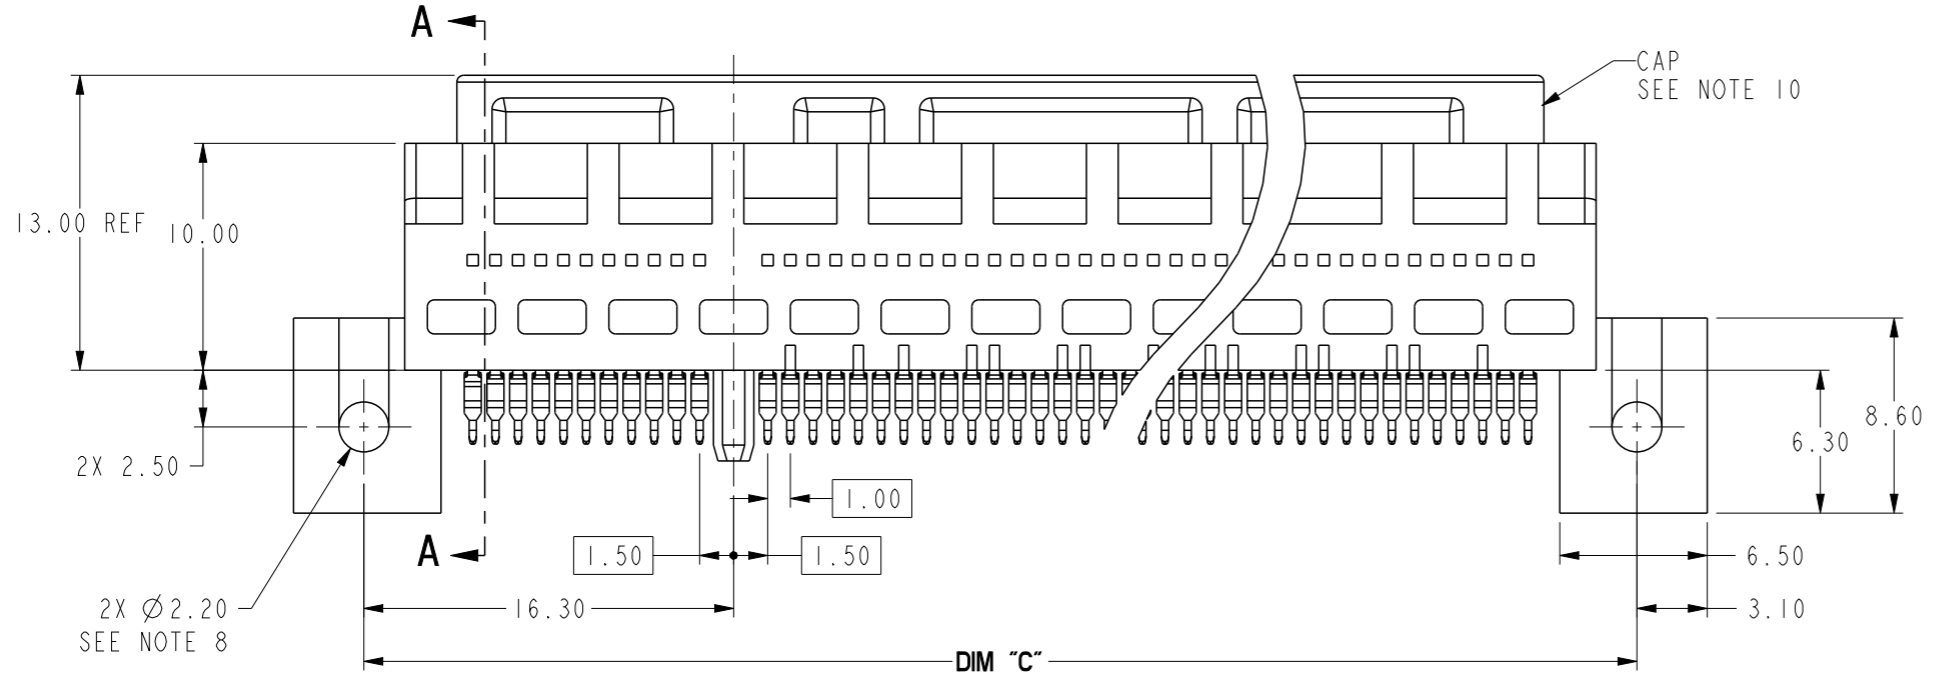 A
CAP
SEE NOTE 10
13.00 REF
10.00
8.60
6.30
2X 2.50
1.00
A
1.50
1.50
6.50
2X Ø2.20
SEE NOTE 8
16.30
3.10
DIM "C"